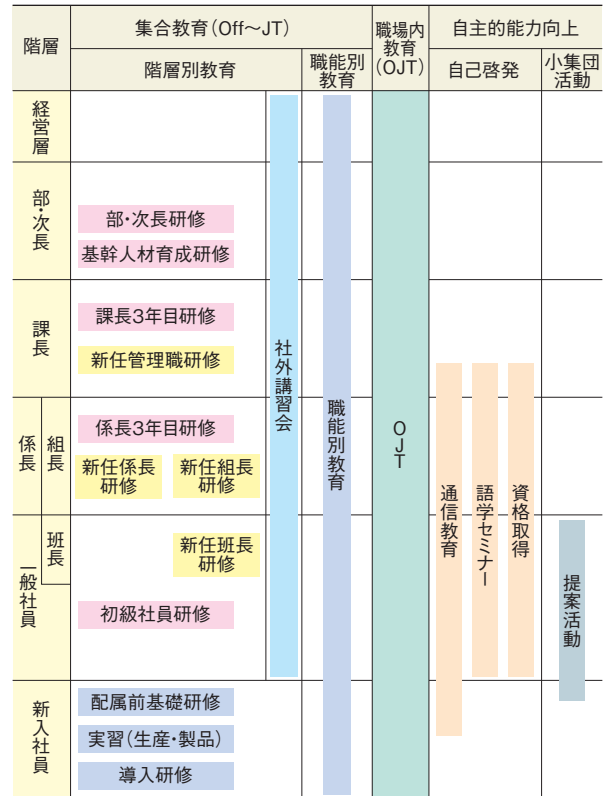 階層
集合教育(Off～JT)
職場内
教育
(OJT)
自主的能力向上
階層別教育
職能別
教育
自己啓発
小集団
活動
経営層
部・次長
部・次長研修
基幹人材育成研修
課長
課長3年目研修
新任管理職研修
係長
組長
係長3年目研修
新任係長
研修
新任組長
研修
一般社員
班長
新任班長
研修
初級社員研修
新入社員
配属前基礎研修
実習(生産・製品)
導入研修
社外講習会
職能別教育
OJT
通信教育
語学セミナー
資格取得
提案活動